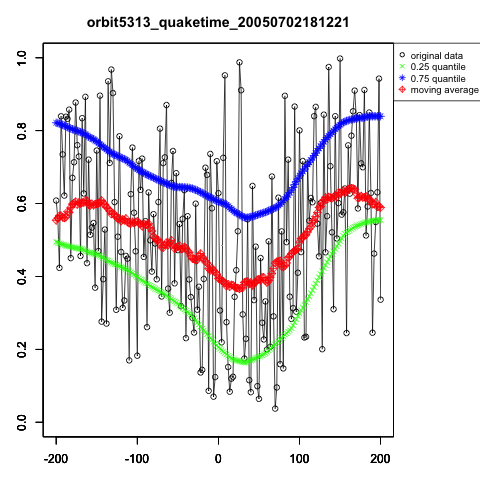 orbit5313_quaketime_20050702181221
original data
0.25 quantile
0.75 quantile
moving average
1.0
0.8
0.6
0.4
0.2
0.0
-200
-100
0
100
200